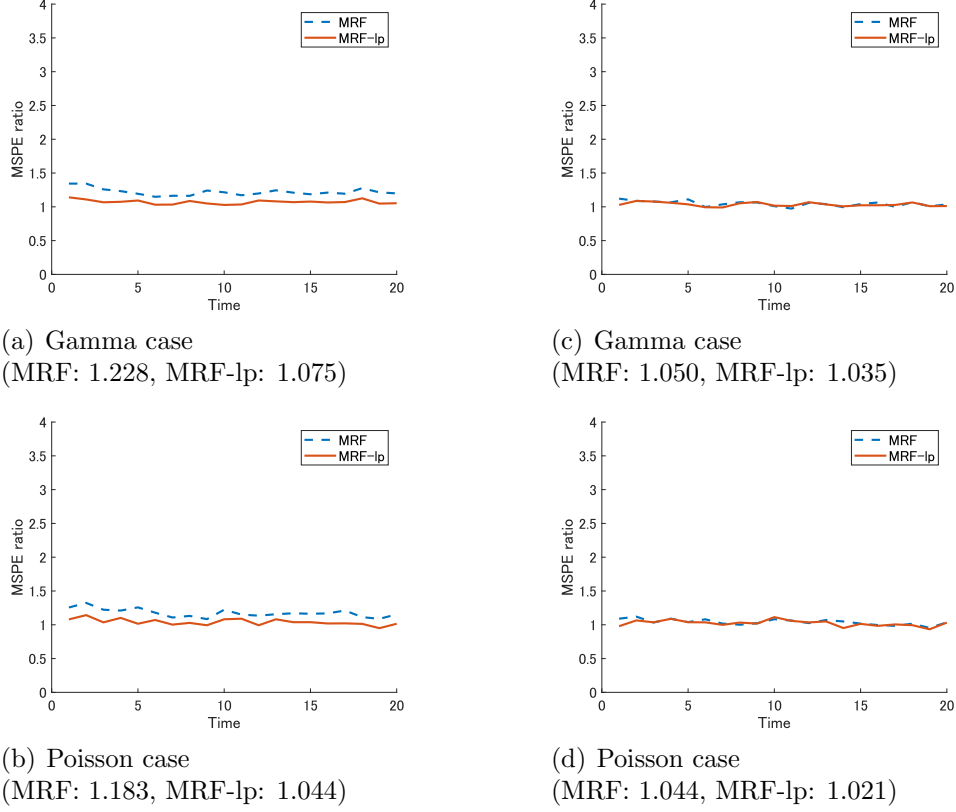 4
3.5
3
2.5
2
1.5
1
0.5
0
MSPE ratio
MRF
MRF-lp
0 5 10 15 20
Time
(a) Gamma case
(MRF: 1.228, MRF-lp: 1.075)
4
3.5
3
2.5
2
1.5
1
0.5
0
MSPE ratio
MRF
MRF-lp
0 5 10 15 20
Time
(c) Gamma case
(MRF: 1.050, MRF-lp: 1.035)
4
3.5
3
2.5
2
1.5
1
0.5
0
MSPE ratio
MRF
MRF-lp
0 5 10 15 20
Time
(b) Poisson case
(MRF: 1.183, MRF-lp: 1.044)
4
3.5
3
2.5
2
1.5
1
0.5
0
MSPE ratio
MRF
MRF-lp
0 5 10 15 20
Time
(d) Poisson case
(MRF: 1.044, MRF-lp: 1.021)